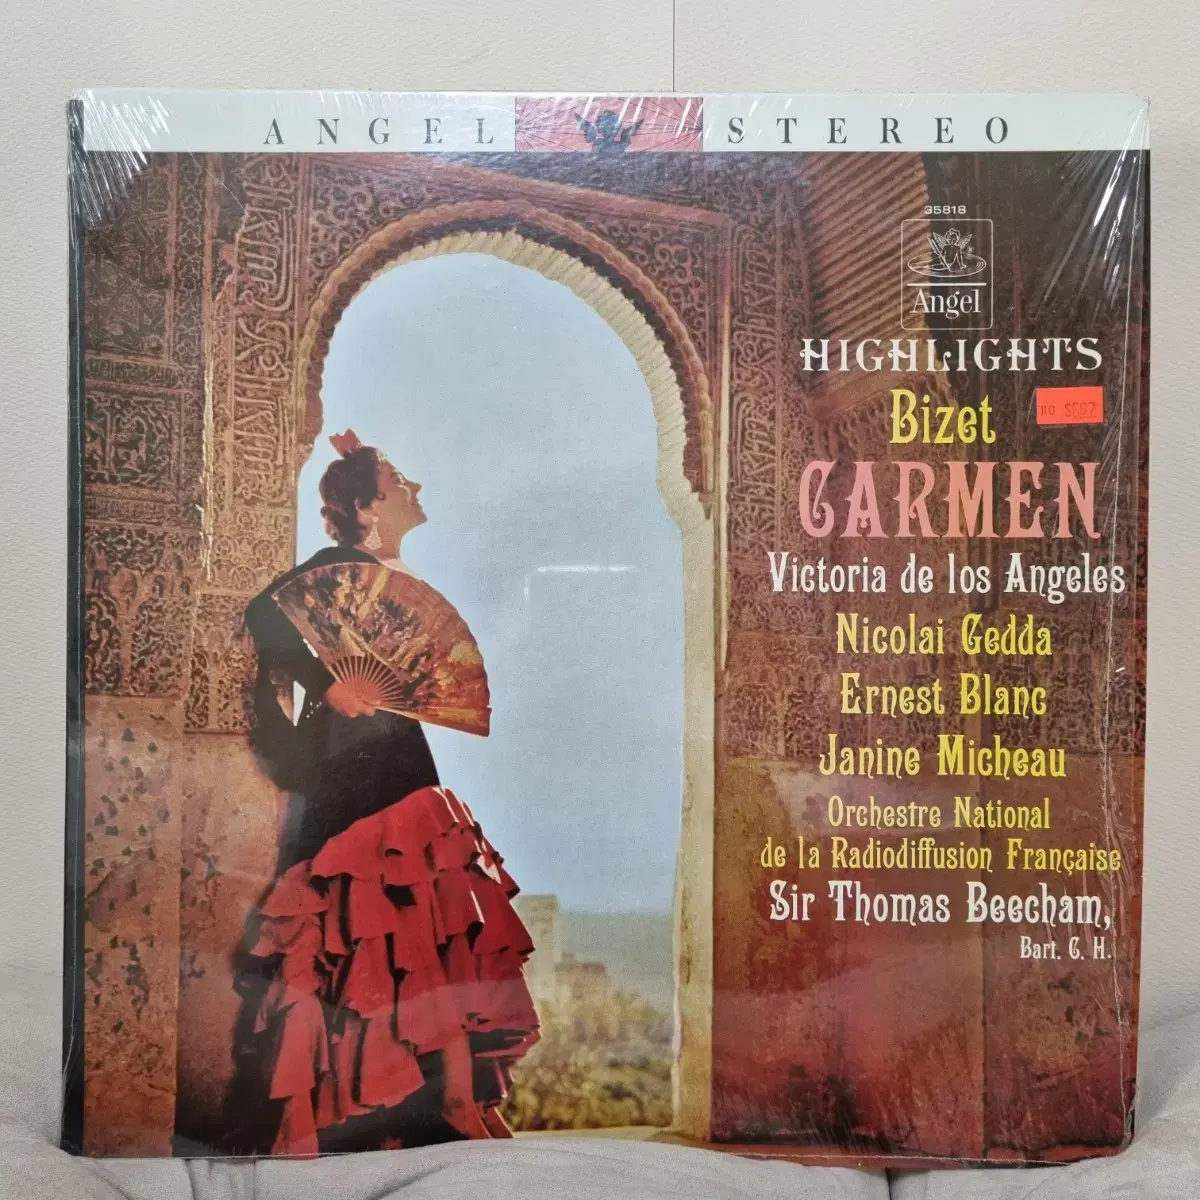 ANGEL STEREO
35818
Angel
HIGHLIGHTS
Bizet
CARMEN
Victoria de los Angeles
Nicolai Gedda
Ernest Blanc
Janine Micheau
Orchestre National
de la Radiodiffusion Française
Sir Thomas Beecham,
Bart. C. H.